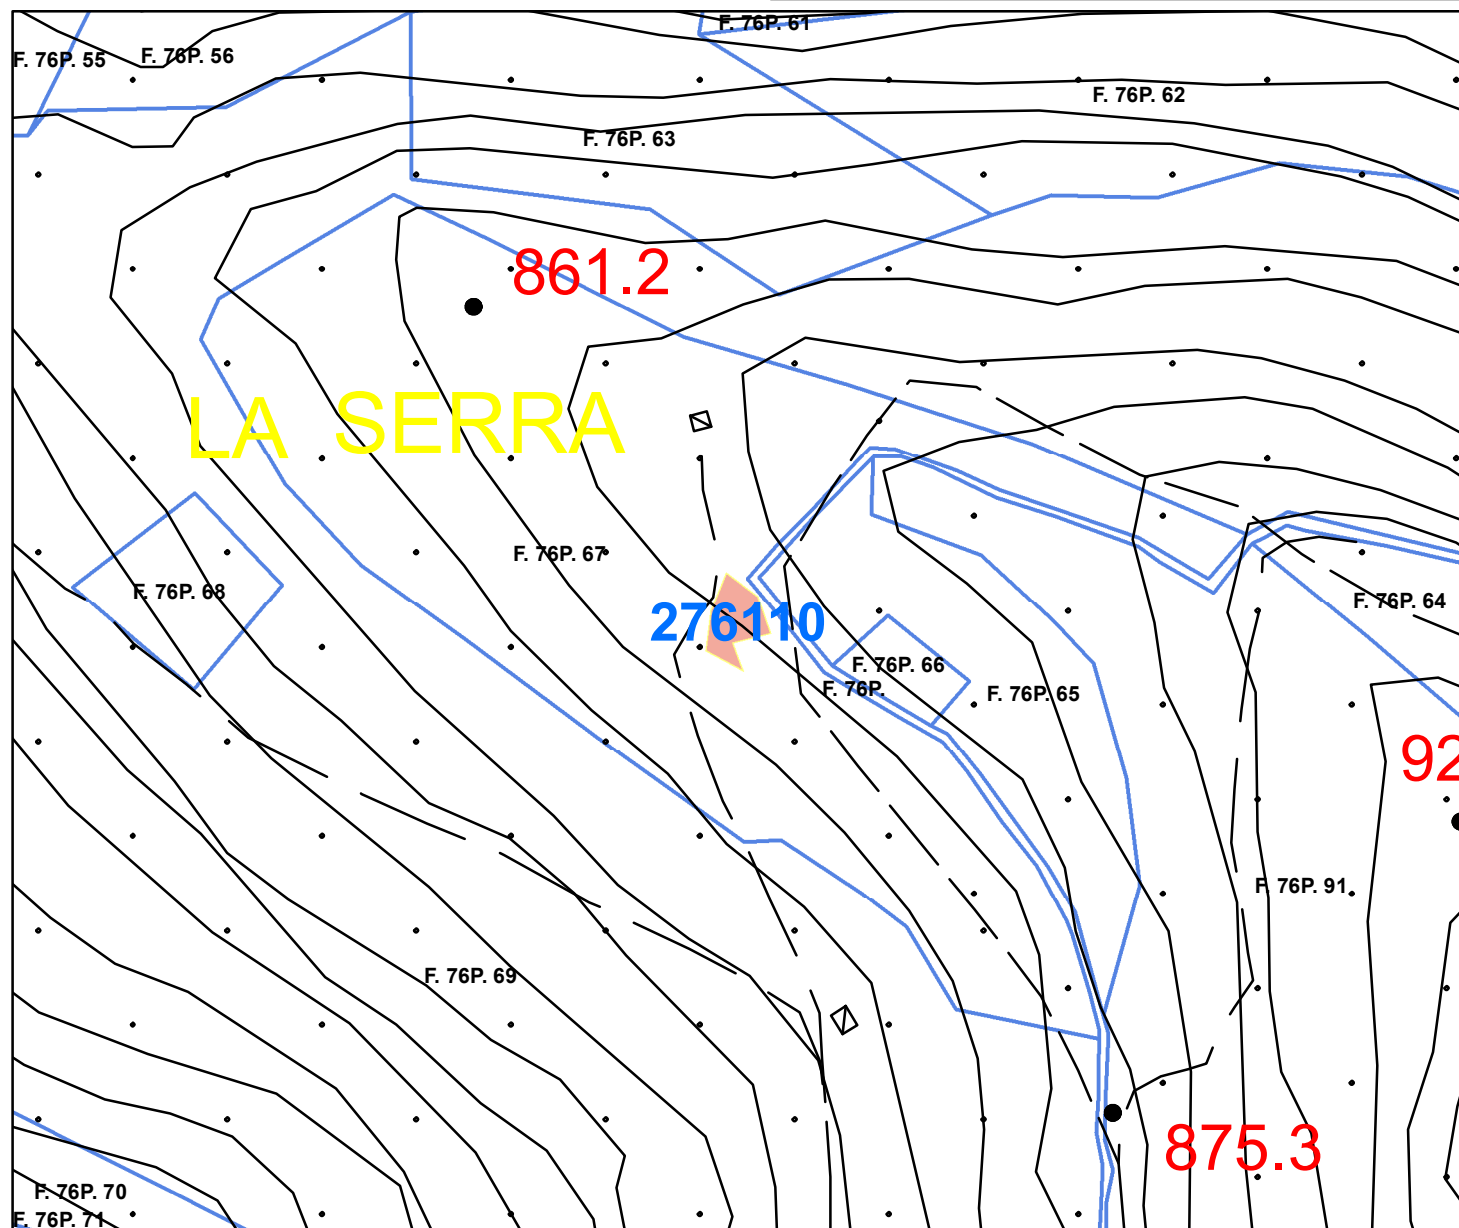 F. 76P. 61
F. 76P. 55
F. 76P. 56
F. 76P. 62
F. 76P. 63
861.2
LA SERRA
F. 76P. 67
F. 76P. 68
F. 76P. 64
276110
F. 76P. 66
F. 76P.
F. 76P. 65
92
F. 76P. 91
F. 76P. 69
875.3
F. 76P. 70
F. 76P. 71